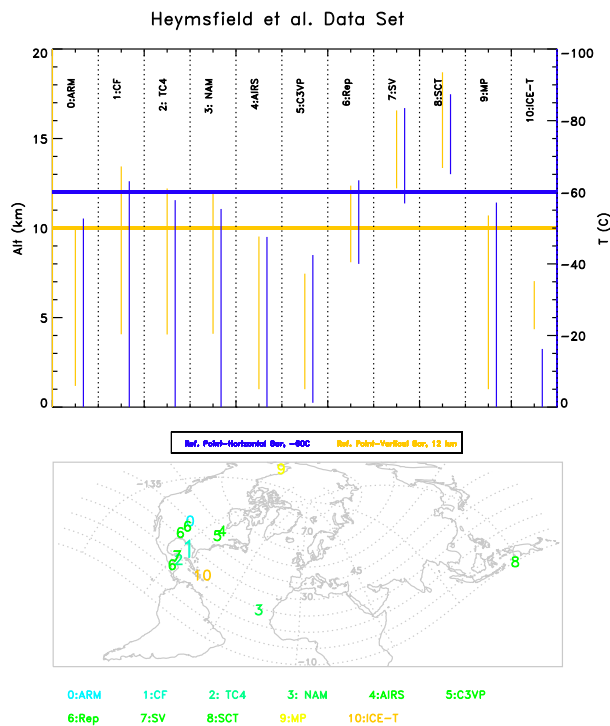 Heymsfield et al. Data Set
20
15
10
5
0
Alt (km)
0:ARM
1:CF
2: TC4
3: NAM
4:AIRS
5:C3VP
6:Rep
7:SV
8:SCT
9:MP
10:ICE-T
-100
-80
-60
-40
-20
0
T (C)
Ref. Point-Horizontal Bar, -60C
Ref. Point-Vertical Bar, 12 km
-135
9
0
6
6
4
5
70
1
7
2
6
10
45
30
8
3
-10
0:ARM 1:CF 2: TC4 3: NAM 4:AIRS 5:C3VP
6:Rep 7:SV 8:SCT 9:MP 10:ICE-T